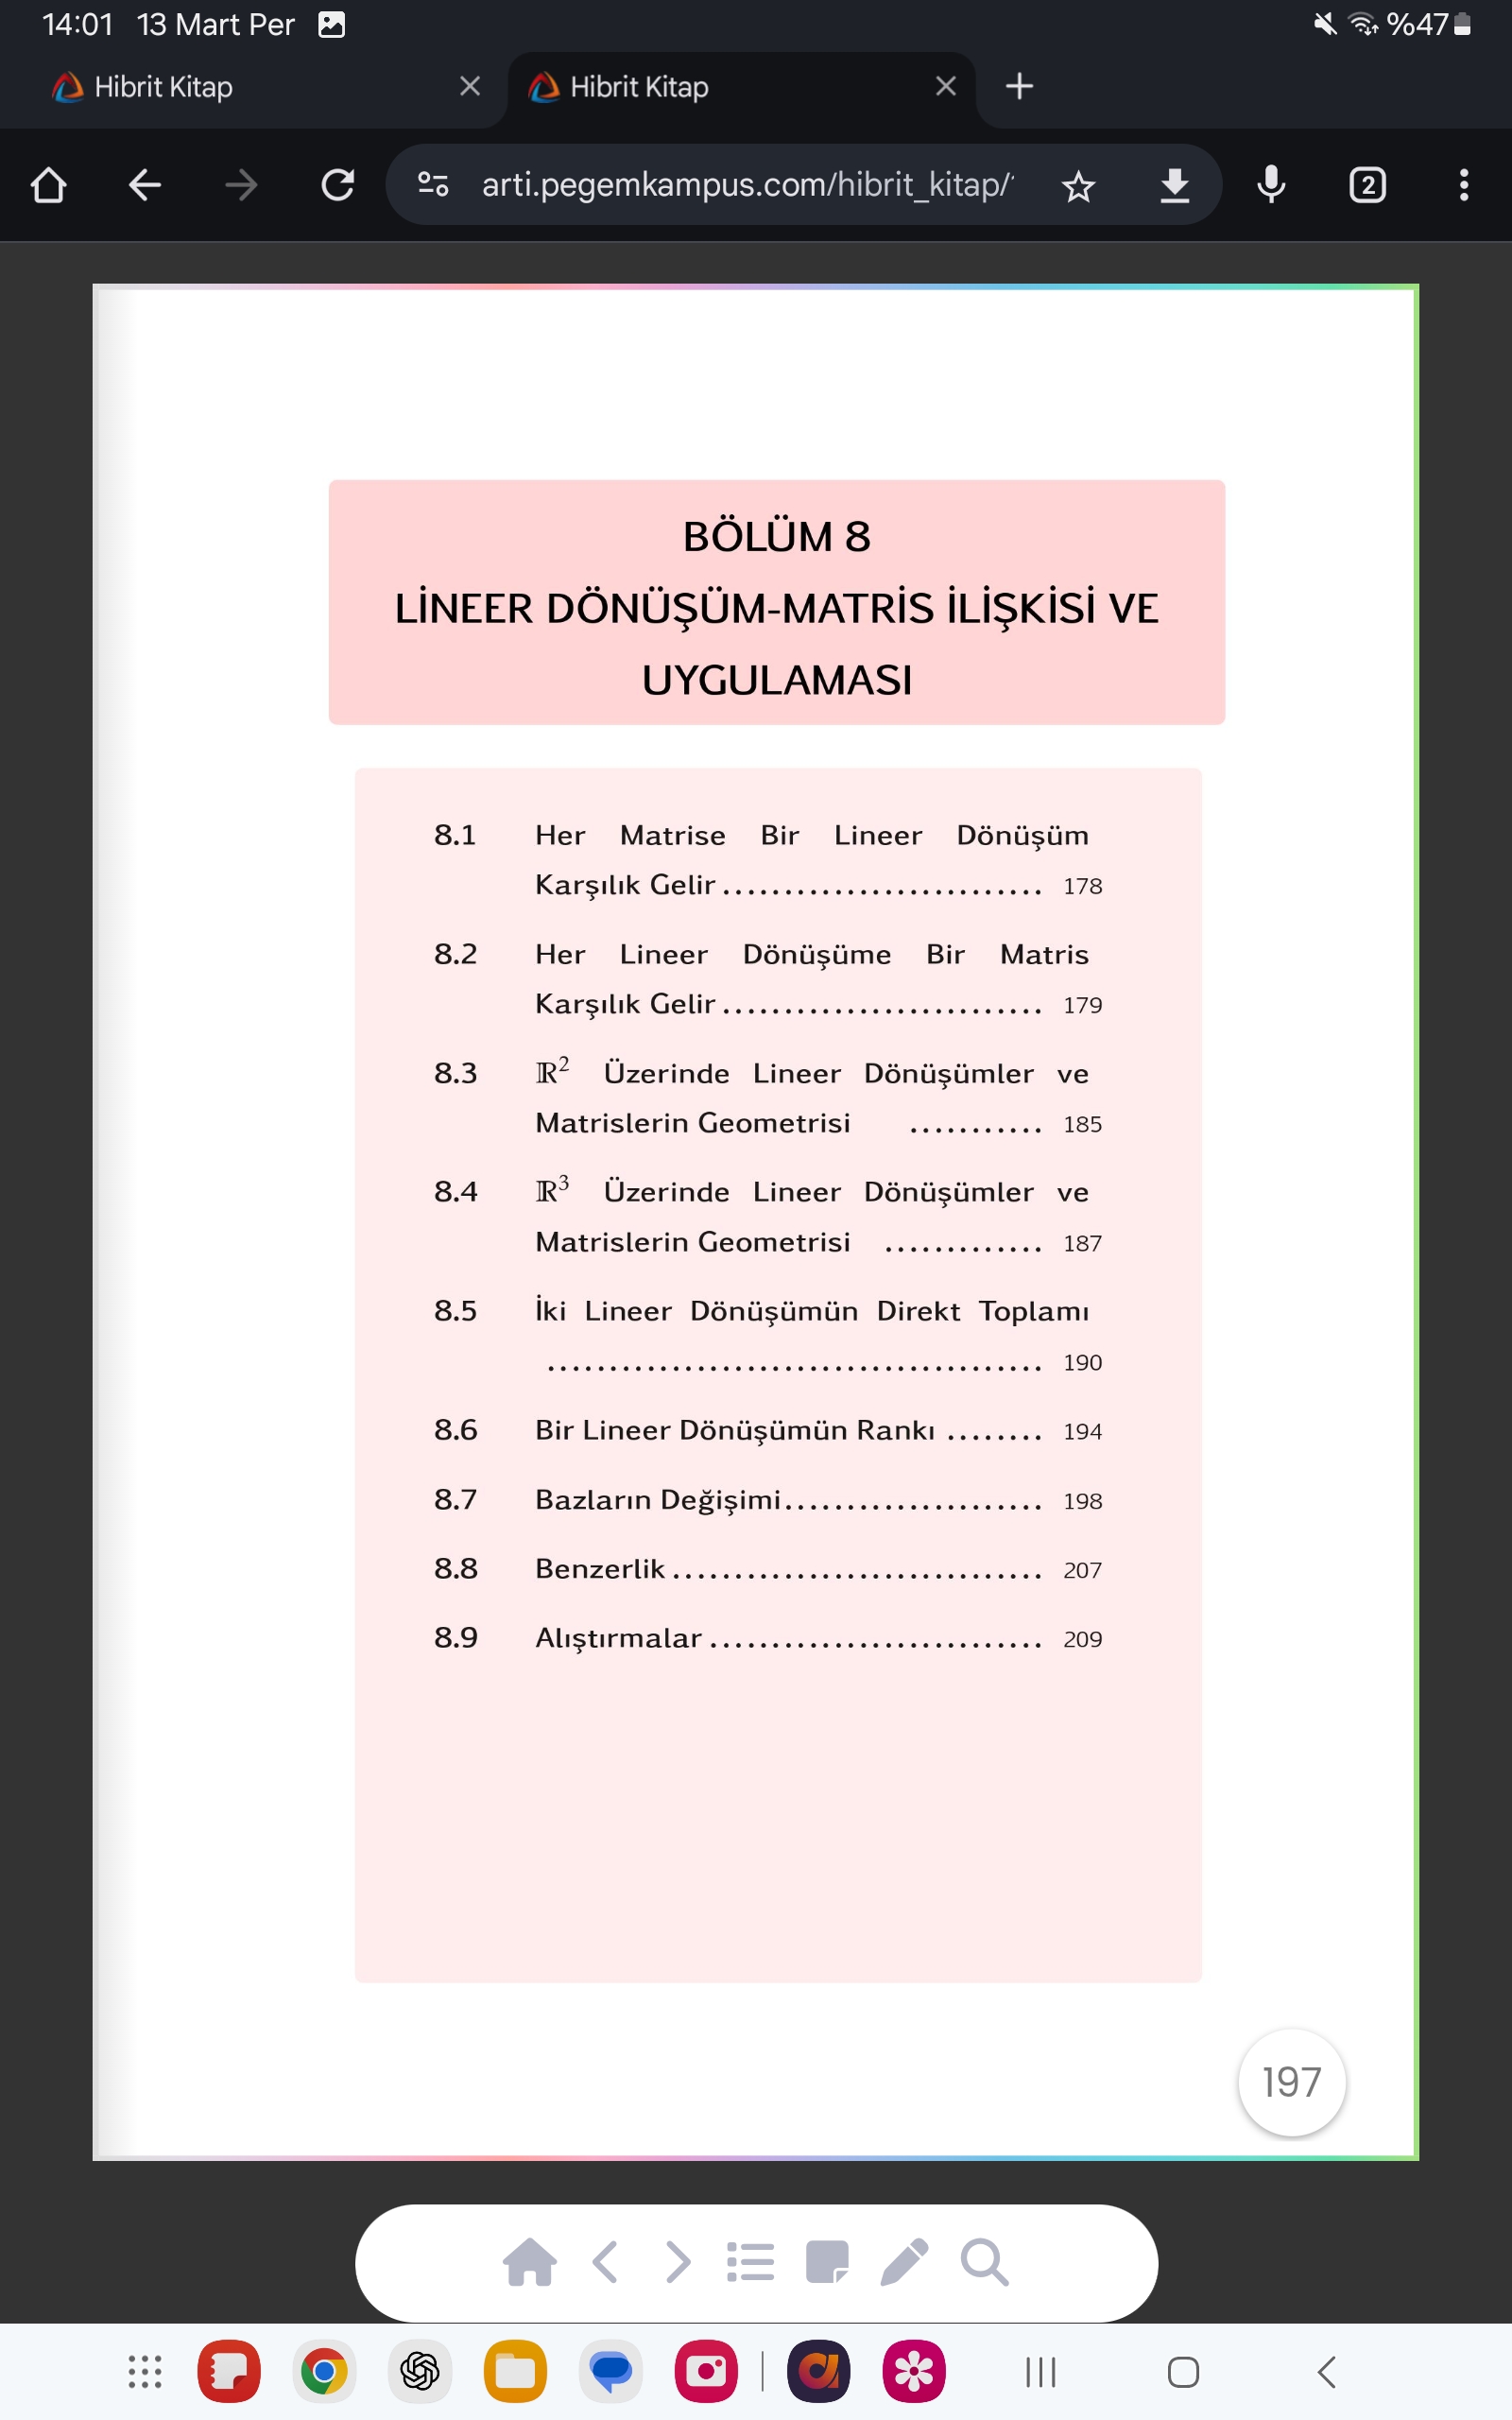 14:01 13 Mart Per %47
Hibrit Kitap Hibrit Kitap
arti.pegemkampus.com/hibrit_kitap/ 2
BÖLÜM 8
LİNEER DÖNÜŞÜM-MATRİS İLİŞKİSİ VE
UYGULAMASI
8.1 Her Matrise Bir Lineer Dönüşüm
Karşılık Gelir .......................... 178
8.2 Her Lineer Dönüşüme Bir Matris
Karşılık Gelir .......................... 179
8.3 ℝ² Üzerinde Lineer Dönüşümler ve
Matrislerin Geometrisi ........... 185
8.4 ℝ³ Üzerinde Lineer Dönüşümler ve
Matrislerin Geometrisi ............. 187
8.5 İki Lineer Dönüşümün Direkt Toplamı
........................................ 190
8.6 Bir Lineer Dönüşümün Rankı ........ 194
8.7 Bazların Değişimi..................... 198
8.8 Benzerlik.............................. 207
8.9 Alıştırmalar ........................... 209
197